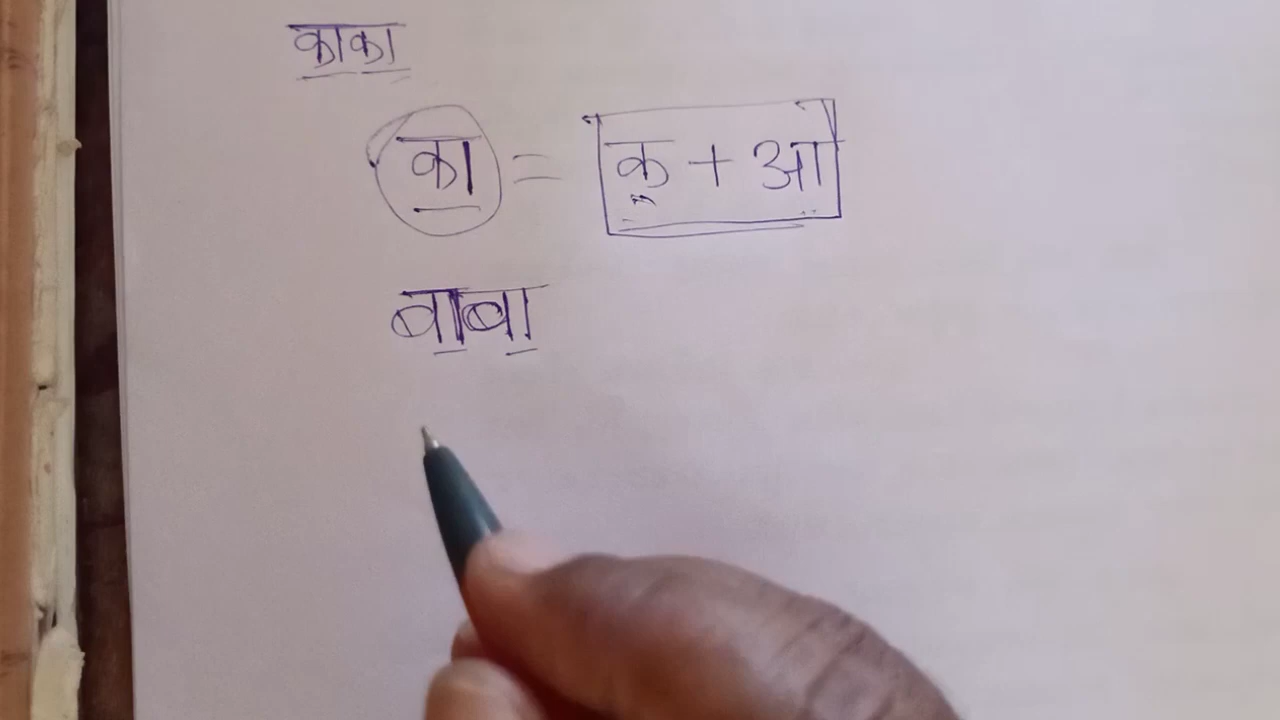 काका
का = क् + आ
बाबा